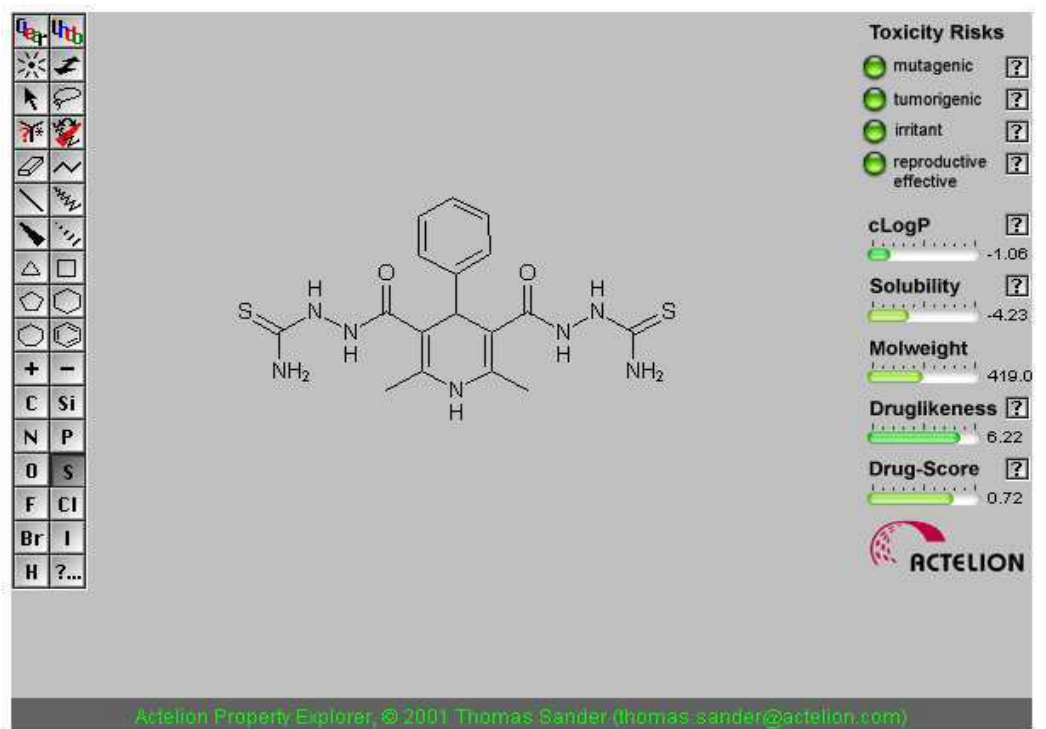 Clear Undo
C Si
N P
O S
F Cl
Br I
H ?...
O O
S H H S
N N
N N
H H
NH2 NH2
N
H
Toxicity Risks
mutagenic ?
tumorigenic ?
irritant ?
reproductive effective ?
cLogP ?
-1.06
Solubility ?
-4.23
Molweight
419.0
Druglikeness ?
6.22
Drug-Score ?
0.72
ACTELION
Actelion Property Explorer, © 2001 Thomas Sander (thomas.sander@actelion.com)